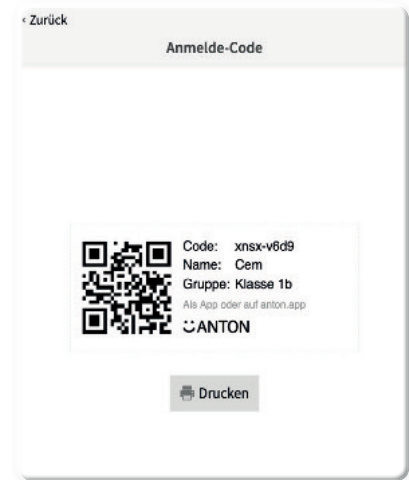 ‹ Zurück
Anmelde-Code
Code: xnsx-v6d9
Name: Cem
Gruppe: Klasse 1b
Als App oder auf anton.app
ANTON
Drucken